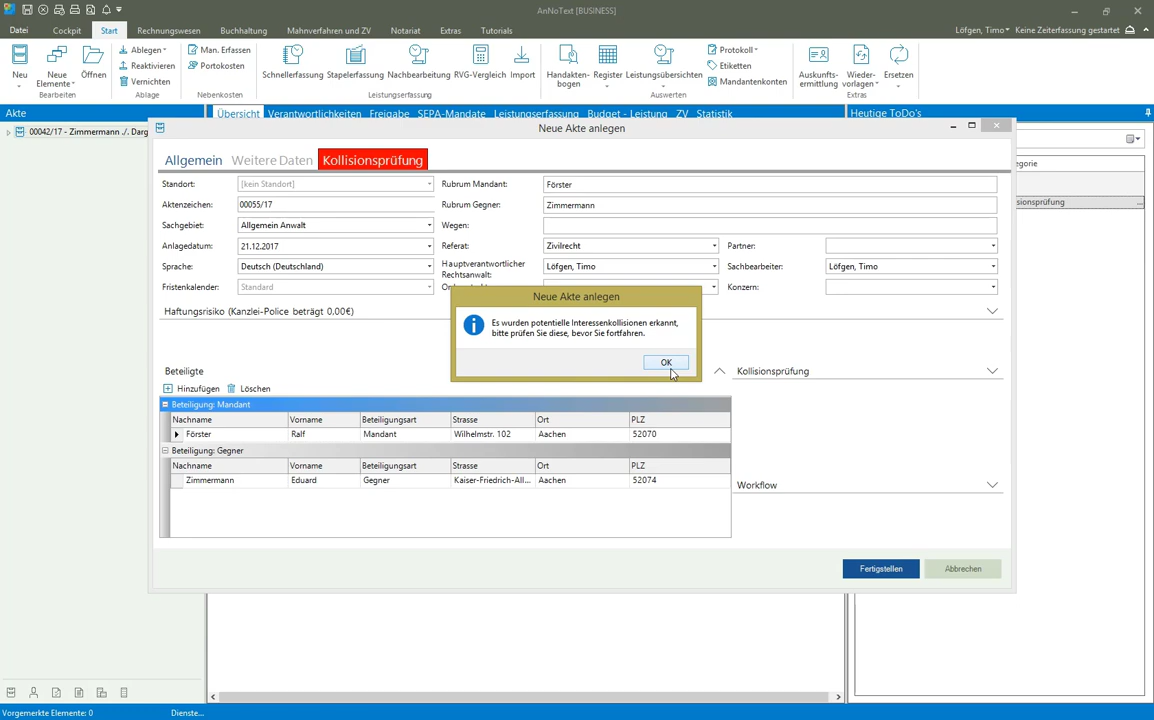 AnNoText [BUSINESS]
Datei Cockpit Start Rechnungswesen Buchhaltung Mahnverfahren und ZV Notariat Extras Tutorials Löfgen, Timo Keine Zeiterfassung gestartet
Neu
Neue Elemente
Öffnen
Ablegen
Reaktivieren
Vernichten
Man. Erfassen
Portokosten
Schnellerfassung Stapelerfassung Nachbearbeitung RVG-Vergleich Import
Handakten-bogen
Register Leistungsübersichten
Protokoll
Etiketten
Mandantenkonten
Auskunfts-ermittlung
Wieder-vorlagen
Ersetzen
Bearbeiten Ablage Nebenkosten Leistungserfassung Auswerten Extras
Akte
Übersicht Verantwortlichkeiten Freigabe SEPA-Mandate Leistungserfassung Budget - Leistung ZV Statistik
Heutige ToDo's
00042/17 - Zimmermann ./. Darg
Neue Akte anlegen
Allgemein Weitere Daten Kollisionsprüfung
egorie
sionsprüfung ...
Standort: [kein Standort] Rubrum Mandant: Förster
Aktenzeichen: 00055/17 Rubrum Gegner: Zimmermann
Sachgebiet: Allgemein Anwalt Wegen:
Anlagedatum: 21.12.2017 Referat: Zivilrecht Partner:
Sprache: Deutsch (Deutschland) Hauptverantwortlicher Rechtsanwalt: Löfgen, Timo Sachbearbeiter: Löfgen, Timo
Fristenkalender: Standard Konzern:
Neue Akte anlegen
Es wurden potentielle Interessenkollisionen erkannt,
bitte prüfen Sie diese, bevor Sie fortfahren.
OK
Haftungsrisiko (Kanzlei-Police beträgt 0.00€)
Beteiligte Kollisionsprüfung
Hinzufügen Löschen
Beteiligung: Mandant
Nachname Vorname Beteiligungsart Strasse Ort PLZ
Förster Ralf Mandant Wilhelmstr. 102 Aachen 52070
Beteiligung: Gegner
Nachname Vorname Beteiligungsart Strasse Ort PLZ
Zimmermann Eduard Gegner Kaiser-Friedrich-All... Aachen 52074
Workflow
Fertigstellen Abbrechen
Vorgemerkte Elemente: 0 Dienste...